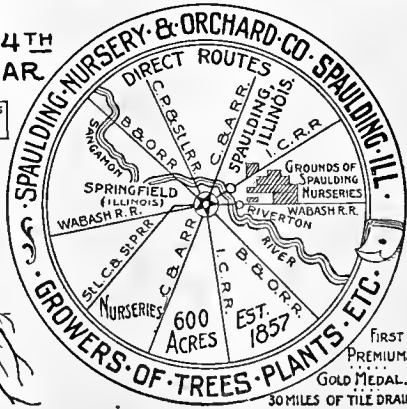 4TH
AR
SPAULDING·NURSERY·&·ORCHARD·CO·SPAULDING·ILL·
DIRECT ROUTES
C.P. & ST.L.R.R.
C. & A. R.R.
SPAULDING,
ILLINOIS.
I.C.R.R.
B & O.R.R.
SANGAMON
GROUNDS OF
SPAULDING
NURSERIES
SPRINGFIELD
(ILLINOIS)
WABASH R.R.
RIVERTON
WABASH R.R.
RIVER
ST.L.C. & ST.P.R.R.
C & A R.R.
I.C.R.R.
B & O.R.R.
NURSERIES
600
ACRES
EST.
1857
·GROWERS·OF·TREES·PLANTS·ETC·
FIRST
PREMIUM
GOLD MEDAL.
30 MILES OF TILE DRAI